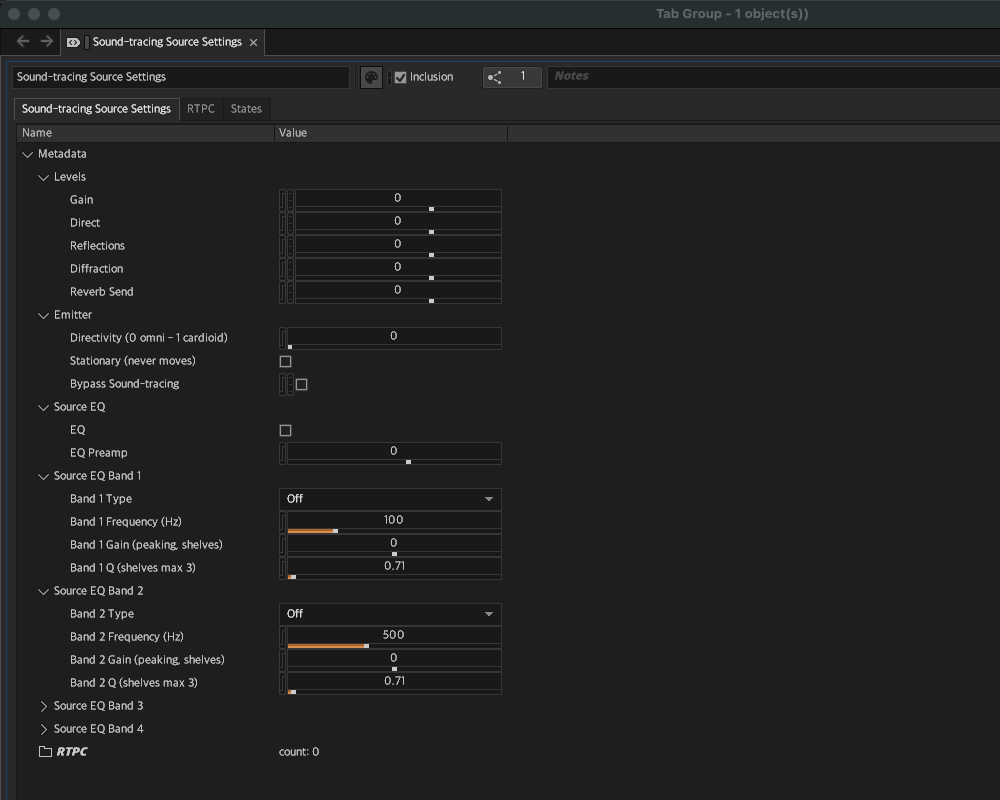 Tab Group - 1 object(s))
Sound-tracing Source Settings
Sound-tracing Source Settings
Inclusion
1
Notes
Sound-tracing Source Settings RTPC States
Name Value
Metadata
Levels
Gain 0
Direct 0
Reflections 0
Diffraction 0
Reverb Send 0
Emitter
Directivity (0 omni - 1 cardioid) 0
Stationary (never moves)
Bypass Sound-tracing
Source EQ
EQ
EQ Preamp 0
Source EQ Band 1
Band 1 Type Off
Band 1 Frequency (Hz) 100
Band 1 Gain (peaking, shelves) 0
Band 1 Q (shelves max 3) 0.71
Source EQ Band 2
Band 2 Type Off
Band 2 Frequency (Hz) 500
Band 2 Gain (peaking, shelves) 0
Band 2 Q (shelves max 3) 0.71
Source EQ Band 3
Source EQ Band 4
RTPC count: 0